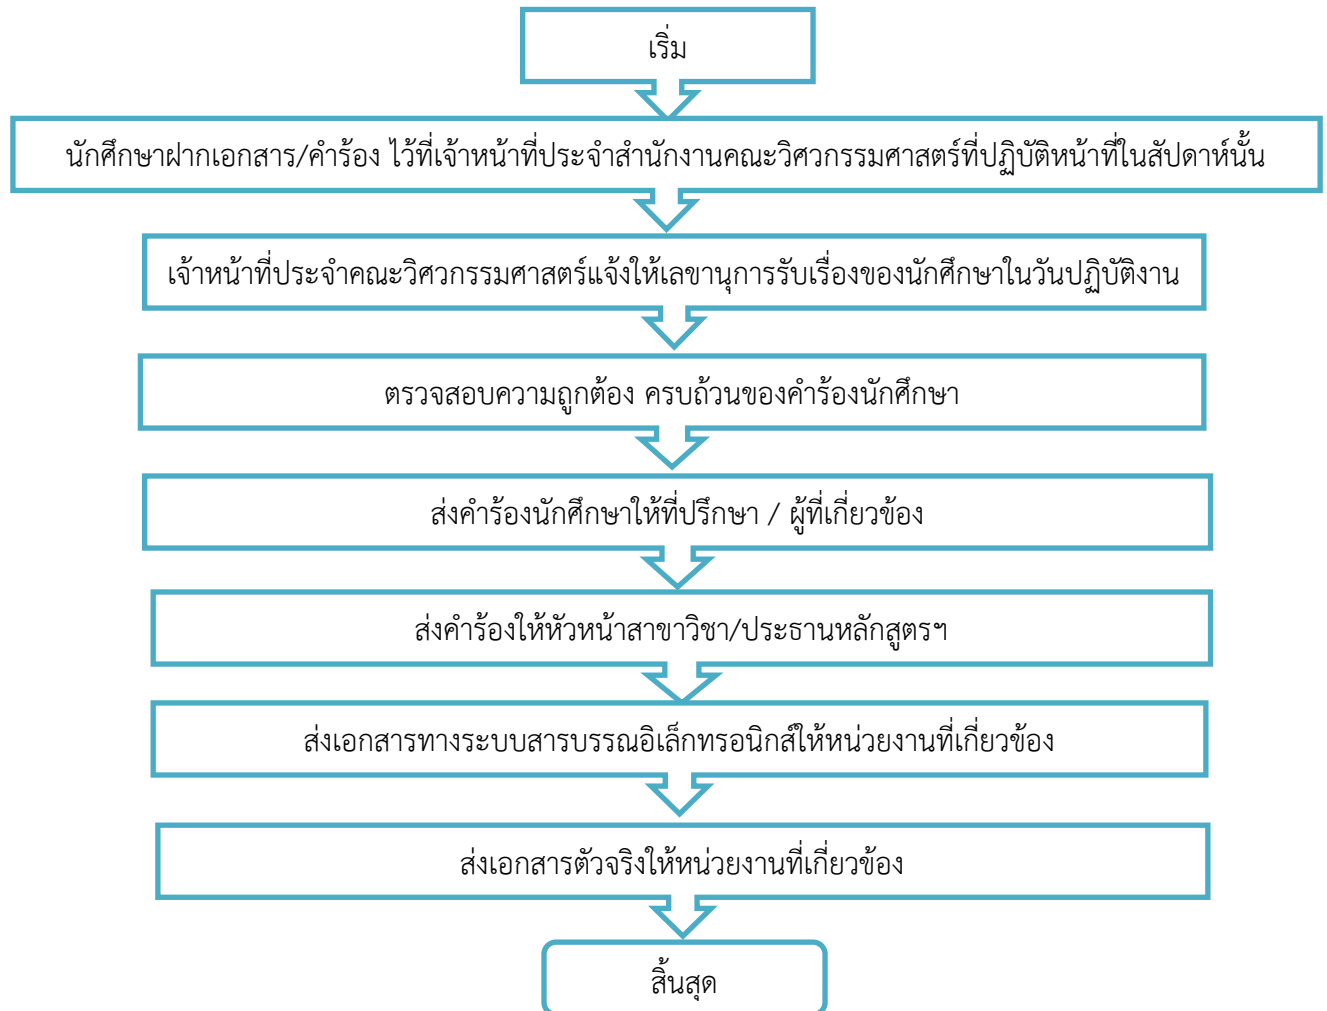 เริ่ม
นักศึกษาฝากเอกสาร/คำร้อง ไว้ที่เจ้าหน้าที่ประจำสำนักงานคณะวิศวกรรมศาสตร์ที่ปฏิบัติหน้าที่ในสัปดาห์นั้น
เจ้าหน้าที่ประจำคณะวิศวกรรมศาสตร์แจ้งให้เลขานุการรับเรื่องของนักศึกษาในวันปฏิบัติงาน
ตรวจสอบความถูกต้อง ครบถ้วนของคำร้องนักศึกษา
ส่งคำร้องนักศึกษาให้ที่ปรึกษา / ผู้ที่เกี่ยวข้อง
ส่งคำร้องให้หัวหน้าสาขาวิชา/ประธานหลักสูตรฯ
ส่งเอกสารทางระบบสารบรรณอิเล็กทรอนิกส์ให้หน่วยงานที่เกี่ยวข้อง
ส่งเอกสารตัวจริงให้หน่วยงานที่เกี่ยวข้อง
สิ้นสุด